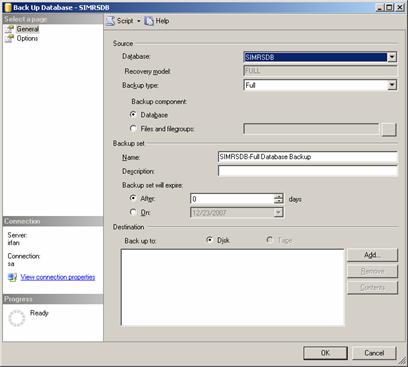 Back Up Database - SIMRSDB
Select a page
General
Options
Script
Help
Source
Database:
SIMRSDB
Recovery model:
FULL
Backup type:
Full
Backup component:
Database
Files and filegroups:
Backup set
Name:
SIMRSDB-Full Database Backup
Description:
Backup set will expire:
After:
0
days
On:
12/23/2007
Destination
Back up to:
Disk
Tape
Add...
Remove
Contents
Connection
Server:
irfan
Connection:
sa
View connection properties
Progress
Ready
OK
Cancel